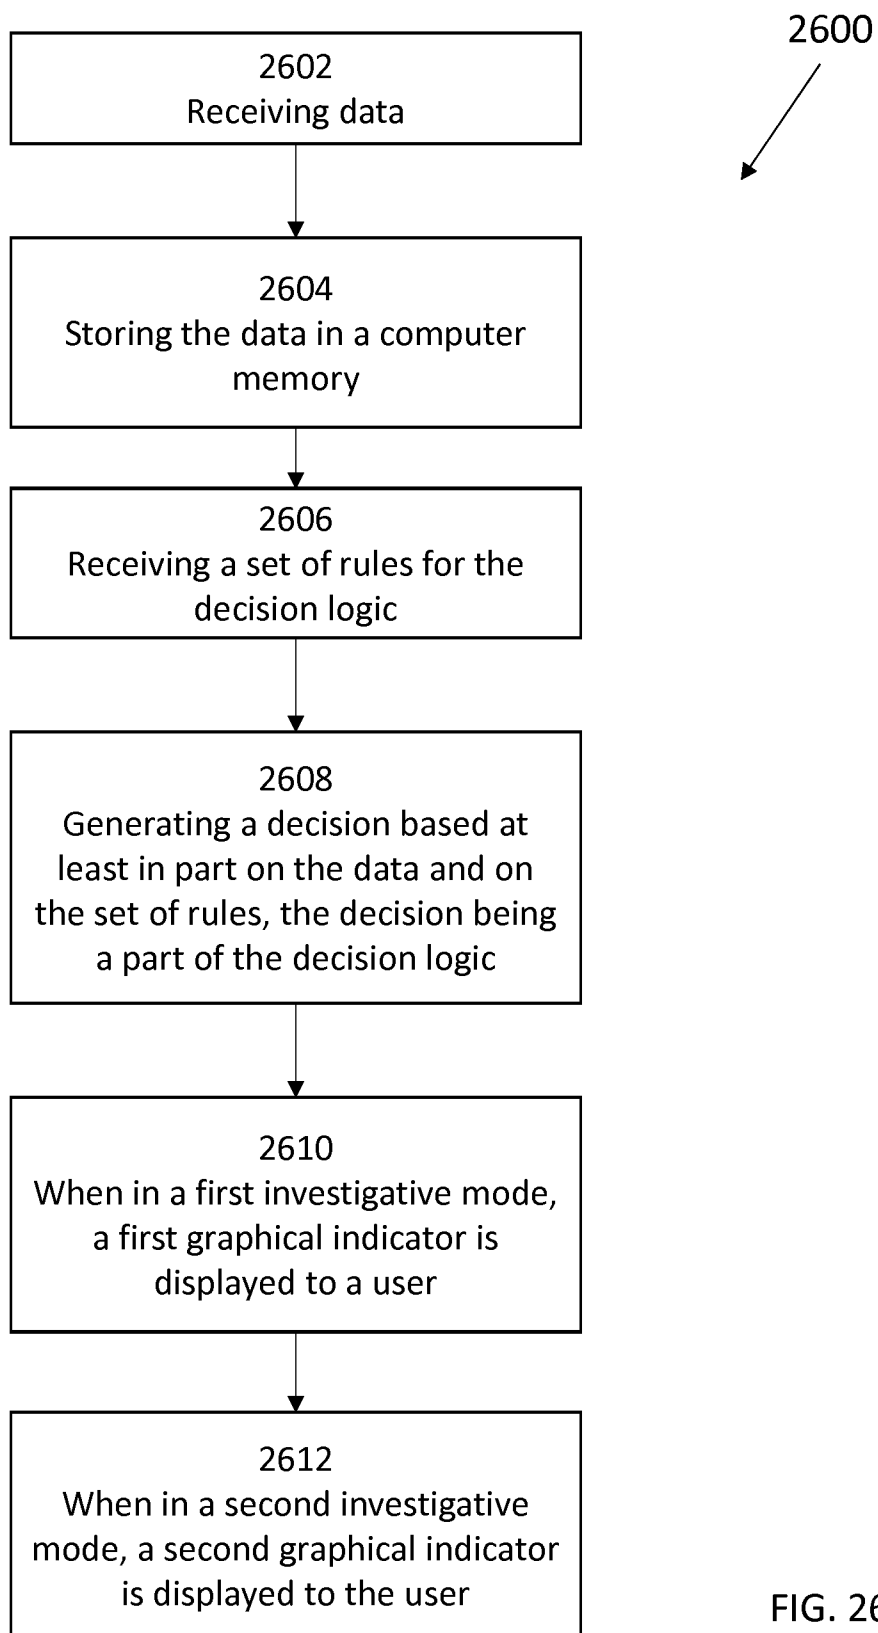 2600
2602
Receiving data
2604
Storing the data in a computer
memory
2606
Receiving a set of rules for the
decision logic
2608
Generating a decision based at
least in part on the data and on
the set of rules, the decision being
a part of the decision logic
2610
When in a first investigative mode,
a first graphical indicator is
displayed to a user
2612
When in a second investigative
mode, a second graphical indicator
is displayed to the user
FIG. 26